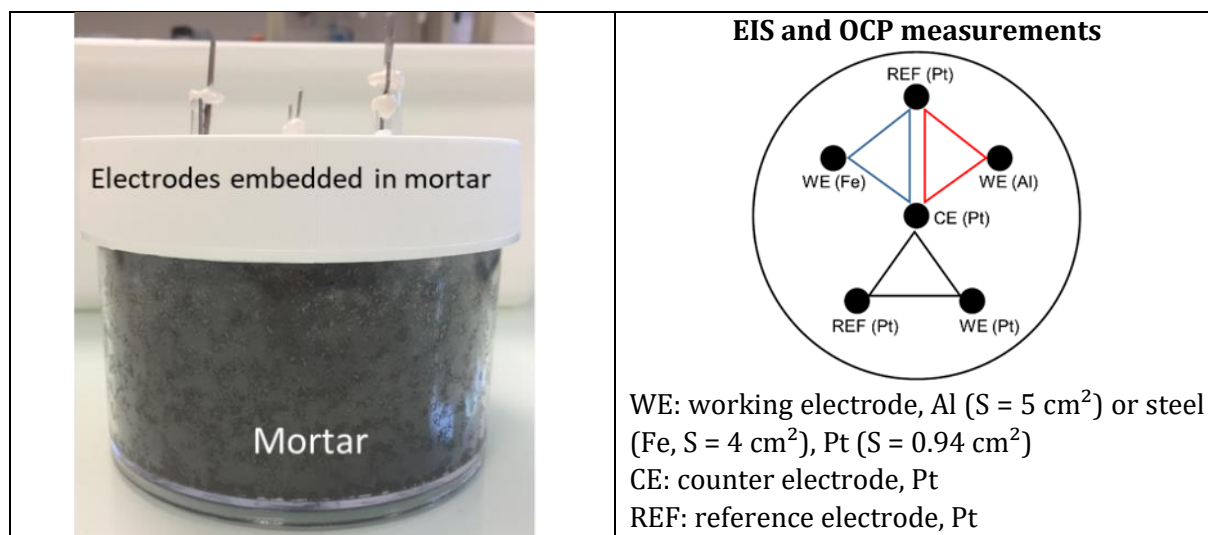 Electrodes embedded in mortar
Mortar
EIS and OCP measurements
REF (Pt)
WE (Fe)
WE (Al)
CE (Pt)
REF (Pt)
WE (Pt)
WE: working electrode, Al (S = 5 cm²) or steel
(Fe, S = 4 cm²), Pt (S = 0.94 cm²)
CE: counter electrode, Pt
REF: reference electrode, Pt